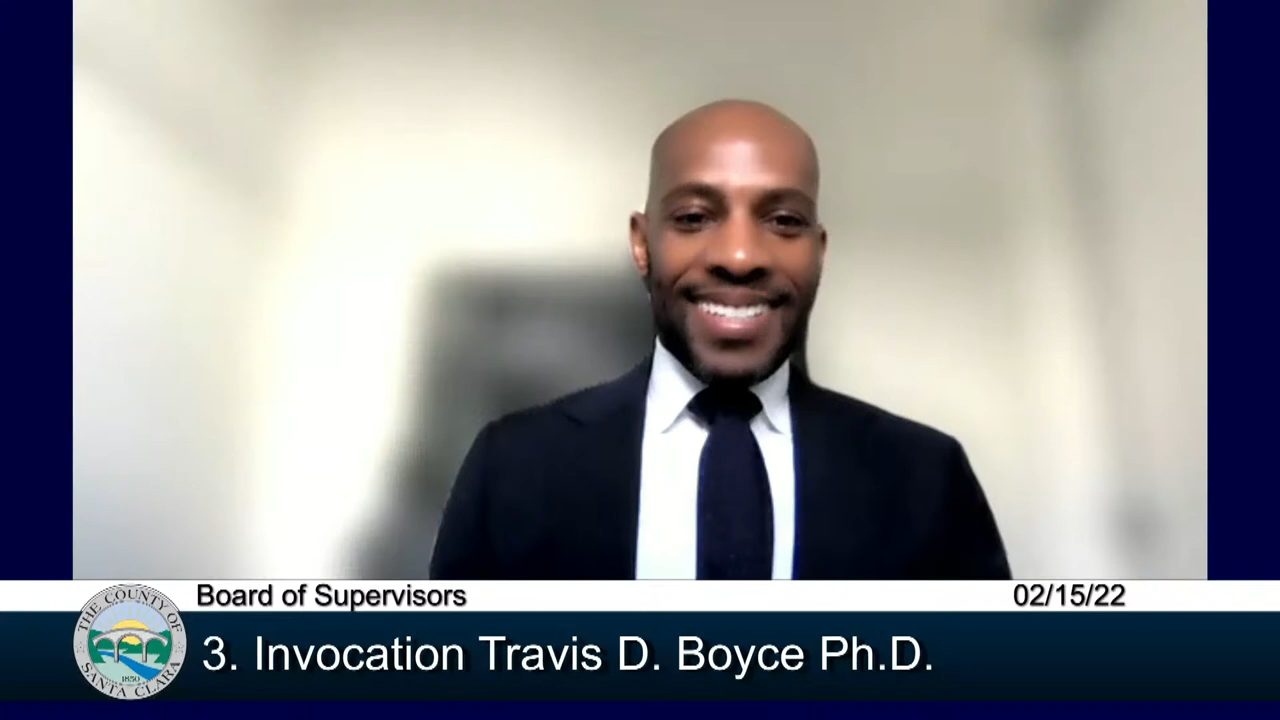 Board of Supervisors
02/15/22
THE COUNTY OF
SANTA CLARA
1850
3. Invocation Travis D. Boyce Ph.D.